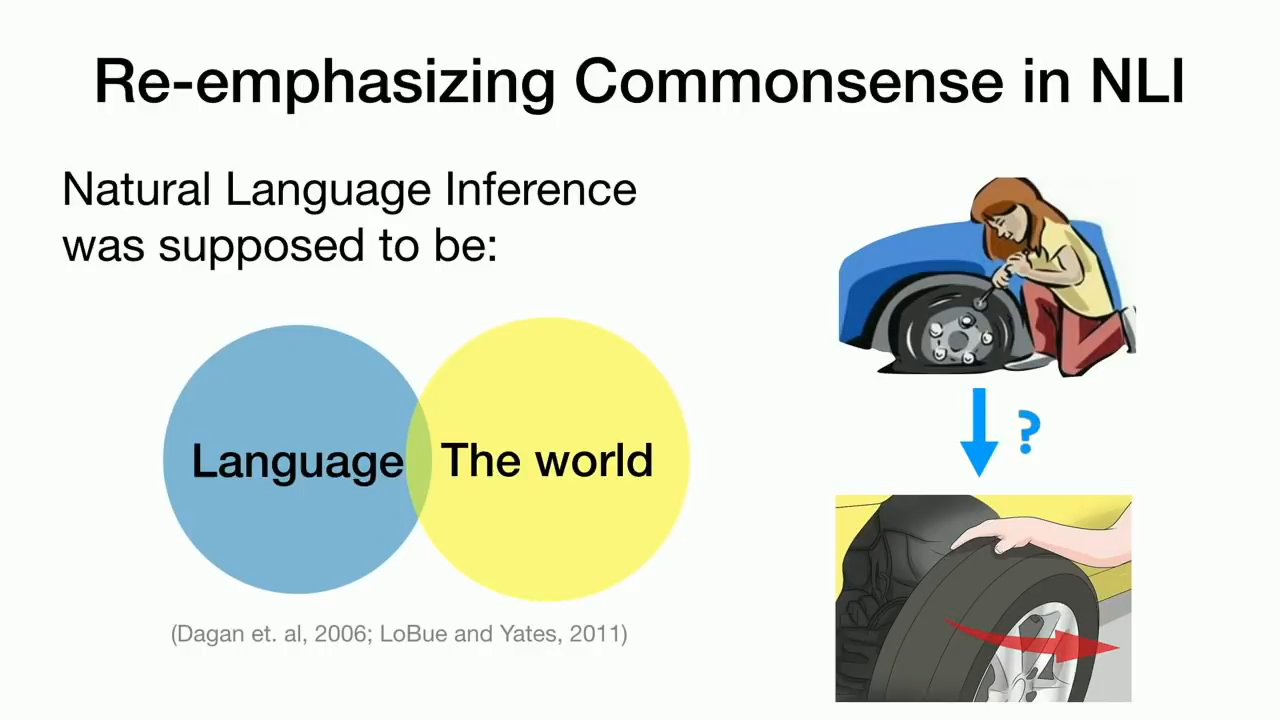 Re-emphasizing Commonsense in NLI
Natural Language Inference
was supposed to be:
Language
The world
(Dagan et. al, 2006; LoBue and Yates, 2011)
?